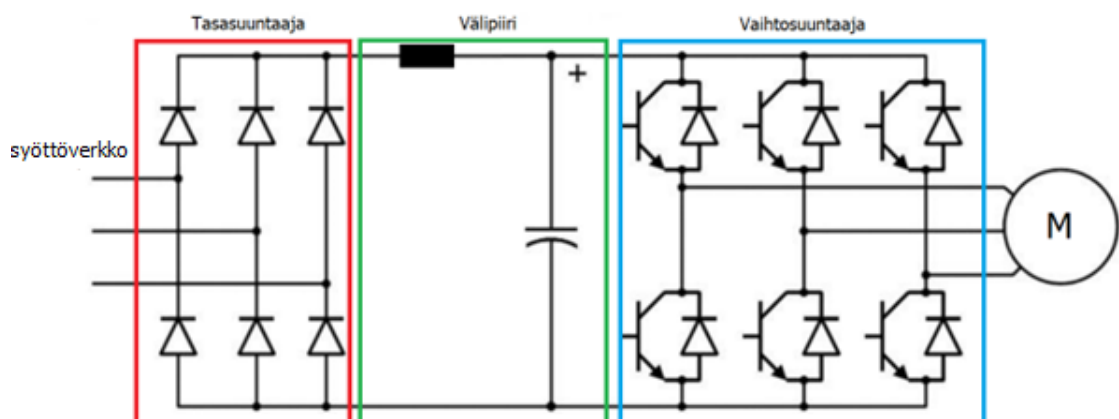 Tasasuuntaaja
Välipiiri
Vaihtosuuntaaja
+
syöttöverkko
M